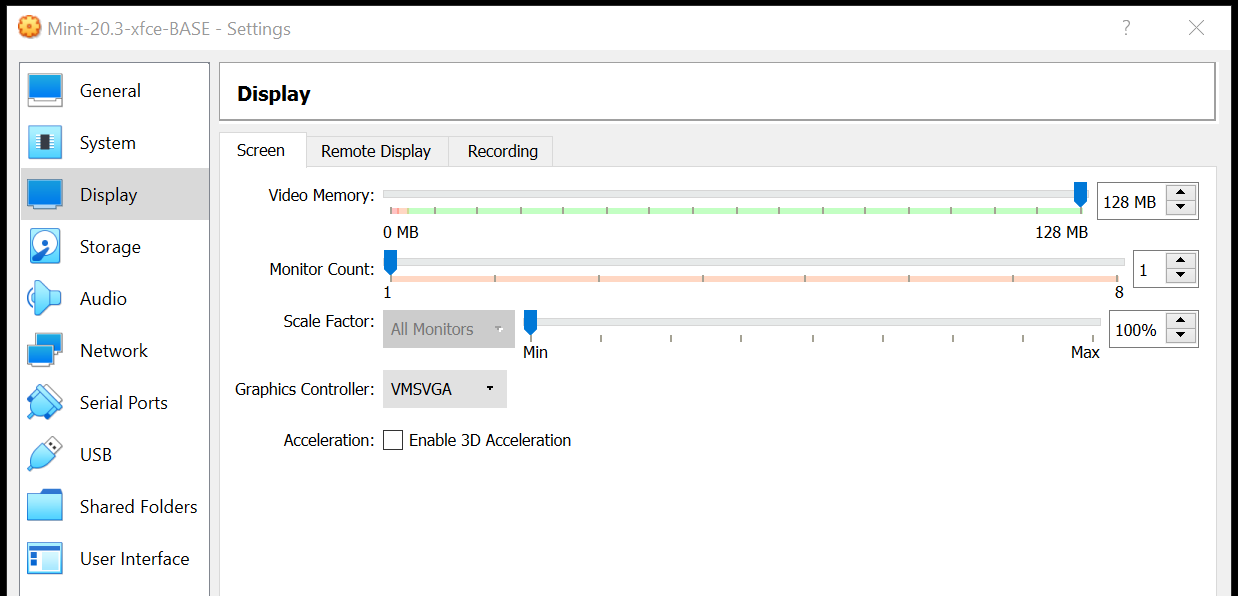 Mint-20.3-xfce-BASE - Settings
?
General
System
Display
Storage
Audio
Network
Serial Ports
USB
Shared Folders
User Interface
Display
Screen
Remote Display
Recording
Video Memory:
128 MB
0 MB
128 MB
Monitor Count:
1
1
8
Scale Factor:
All Monitors
100%
Min
Max
Graphics Controller:
VMSVGA
Acceleration:
Enable 3D Acceleration